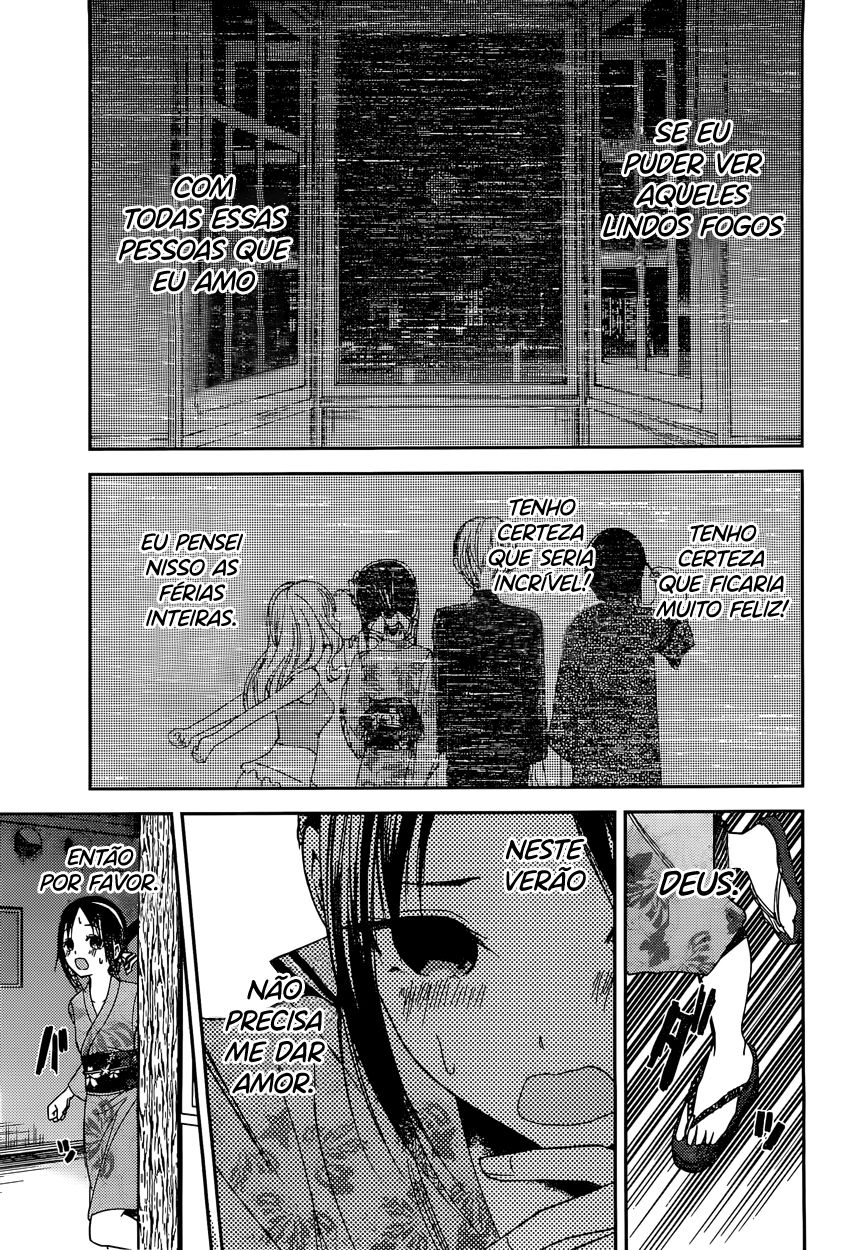 SE EU
PUDER VER
AQUELES
LINDOS FOGOS
COM
TODAS ESSAS
PESSOAS QUE
EU AMO
TENHO
CERTEZA
QUE FICARIA
MUITO FELIZ!
TENHO
CERTEZA
QUE SERIA
INCRÍVEL!
EU PENSEI
NISSO AS
FÉRIAS
INTEIRAS.
DEUS.
NESTE
VERÃO
NÃO
PRECISA
ME DAR
AMOR.
ENTÃO
POR FAVOR.